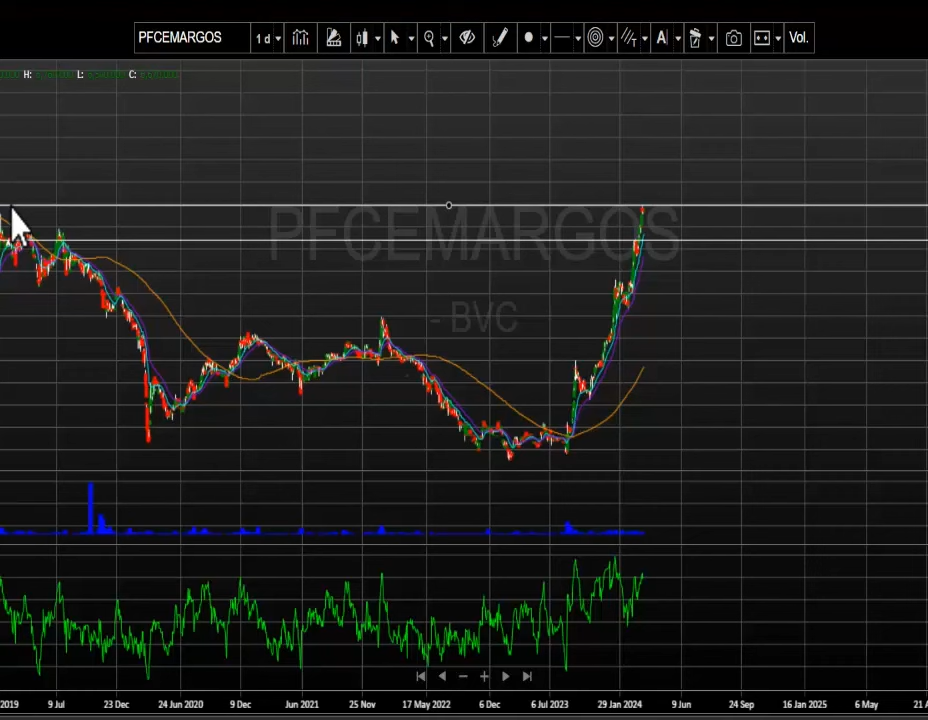 PFCEMARGOS 1 d A Vol.
H: L: C:
PFCEMARGOS
- BVC
2019 9 Jul 23 Dec 24 Jun 2020 9 Dec Jun 2021 25 Nov 17 May 2022 6 Dec 6 Jul 2023 29 Jan 2024 9 Jun 24 Sep 16 Jan 2025 6 May 21